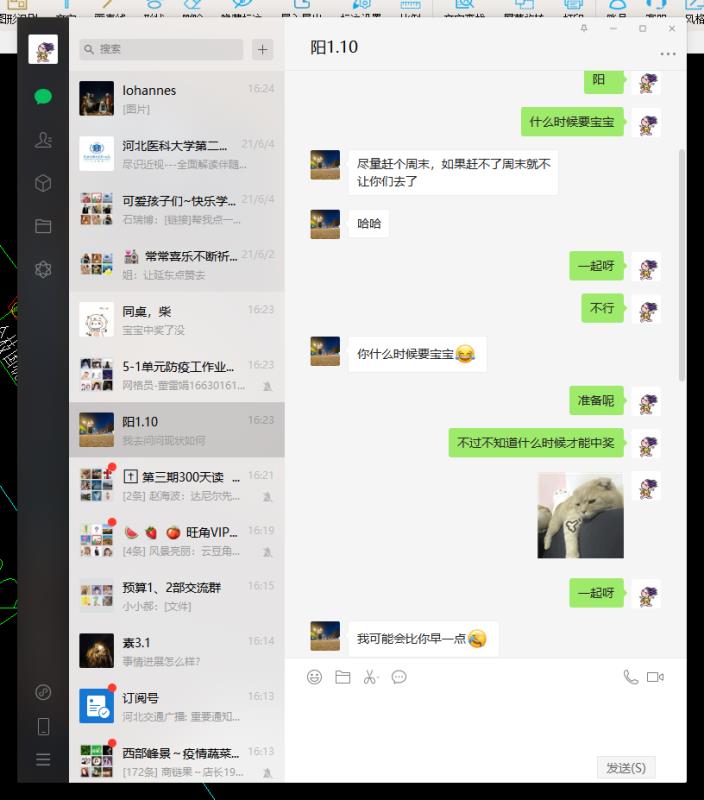 搜索
阳1.10
Iohannes
16:24
[图片]
河北医科大学第二...
21/6/4
尽识近视---全面解读伴随...
可爱孩子们~快乐学...
21/6/4
石瑞博：[链接]帮我点一...
常常喜乐不断祈...
21/6/2
姐：让延东点赞去
同桌，柴
16:23
宝宝中奖了没
5-1单元防疫工作业...
16:23
网格员-董雷娟16630161...
阳1.10
16:23
我去问问现状如何
第三期300天读 ...
16:21
[2条] 赵海波：达尼尔先...
旺角VIP...
16:19
[4条] 风景亮丽：云豆角...
预算1、2部交流群
16:15
小小郝：[文件]
素3.1
16:14
事情进展怎么样?
订阅号
16:13
河北交通广播: 重要通知...
西部峰景～疫情蔬菜...
16:13
[172条] 商链果～店长19...
阳
什么时候要宝宝
尽量赶个周末，如果赶不了周末就不
让你们去了
哈哈
一起呀
不行
你什么时候要宝宝
准备呢
不过不知道什么时候才能中奖
一起呀
我可能会比你早一点
发送(S)